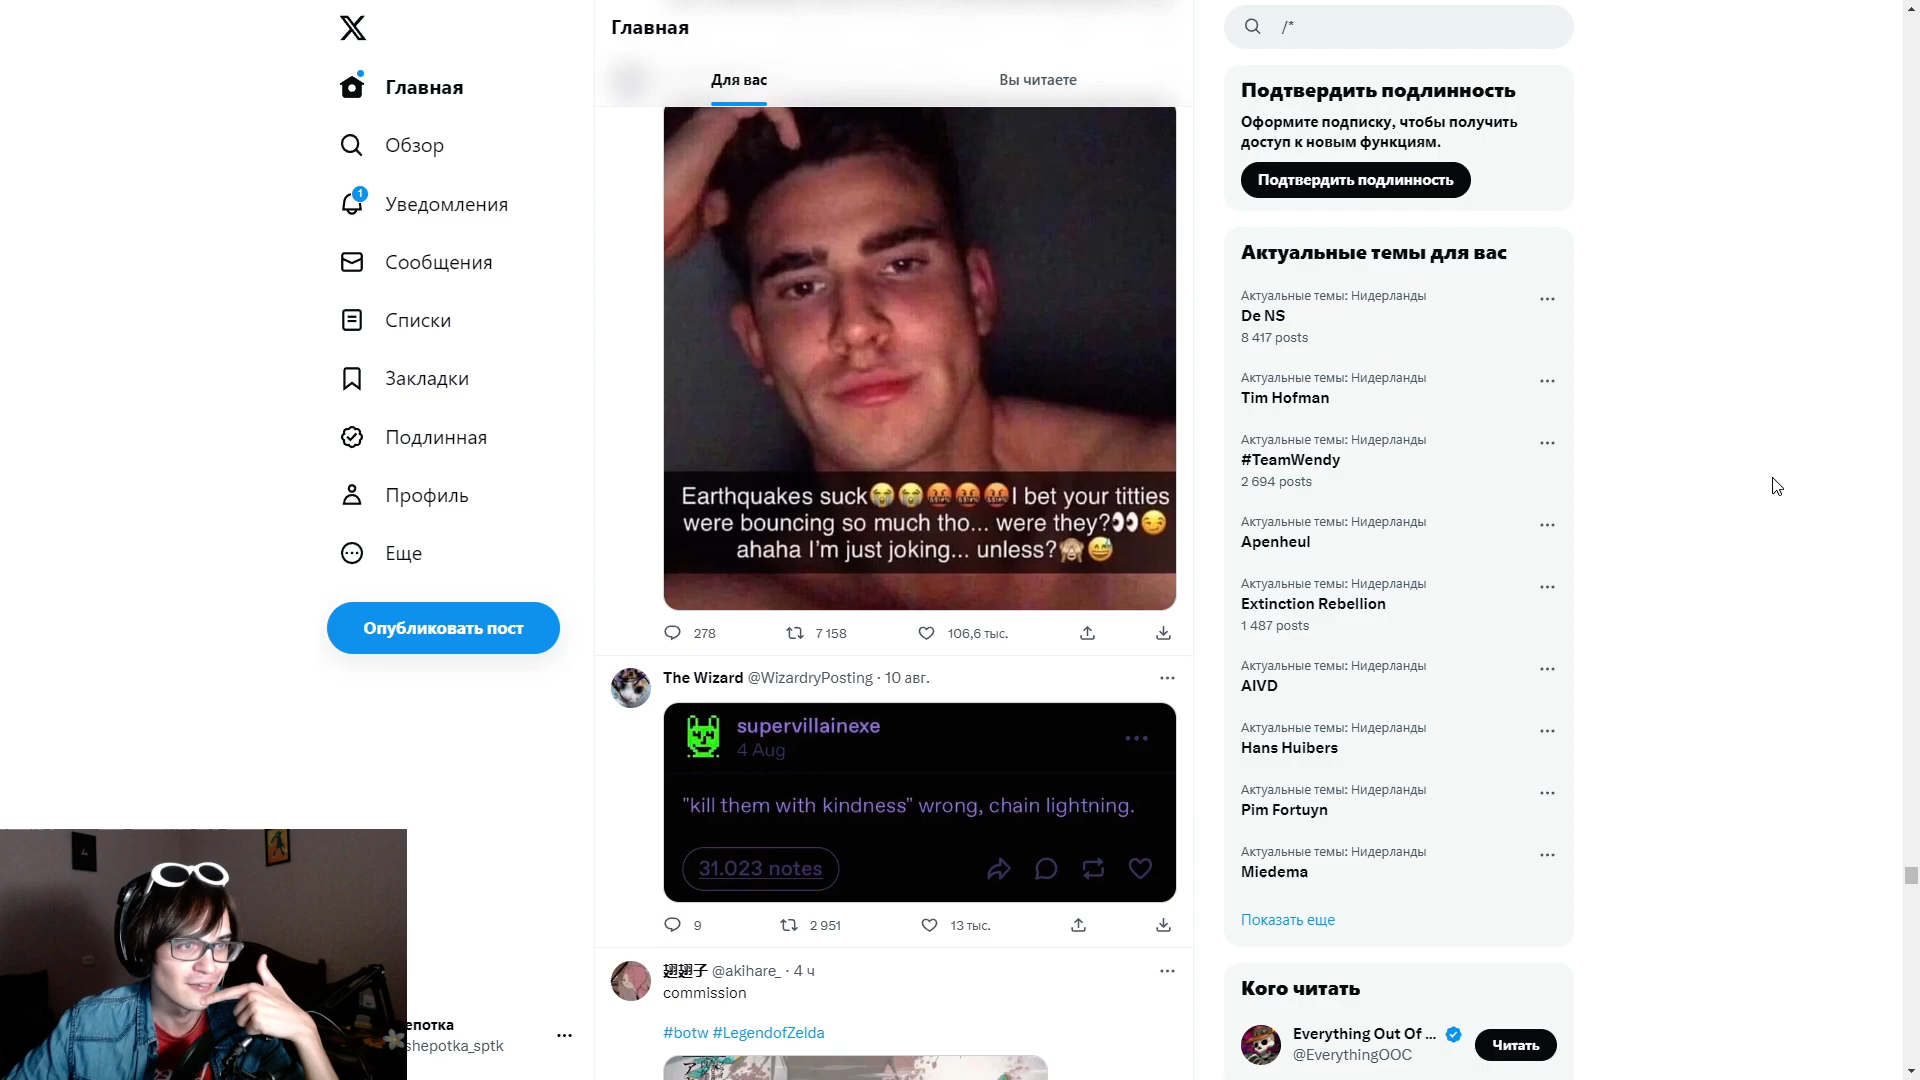 Главная
Обзор
1
Уведомления
Сообщения
Списки
Закладки
Подлинная
Профиль
Еще
Опубликовать пост
епотка
shepotka_sptk
Главная
Для вас
Вы читаете
Earthquakes suck😭😭🤬🤬🤬I bet your titties
were bouncing so much tho... were they?👀😏
ahaha I'm just joking... unless?🙈😅
278
7 158
106,6 тыс.
The Wizard @WizardryPosting · 10 авг.
supervillainexe
4 Aug
"kill them with kindness" wrong, chain lightning.
31.023 notes
9
2 951
13 тыс.
翅翅子 @akihare_ · 4 ч
commission
#botw #LegendofZelda
/*
Подтвердить подлинность
Оформите подписку, чтобы получить
доступ к новым функциям.
Подтвердить подлинность
Актуальные темы для вас
Актуальные темы: Нидерланды
De NS
8 417 posts
Актуальные темы: Нидерланды
Tim Hofman
Актуальные темы: Нидерланды
#TeamWendy
2 694 posts
Актуальные темы: Нидерланды
Apenheul
Актуальные темы: Нидерланды
Extinction Rebellion
1 487 posts
Актуальные темы: Нидерланды
AIVD
Актуальные темы: Нидерланды
Hans Huibers
Актуальные темы: Нидерланды
Pim Fortuyn
Актуальные темы: Нидерланды
Miedema
Показать еще
Кого читать
Everything Out Of ...
@EverythingOOC
Читать